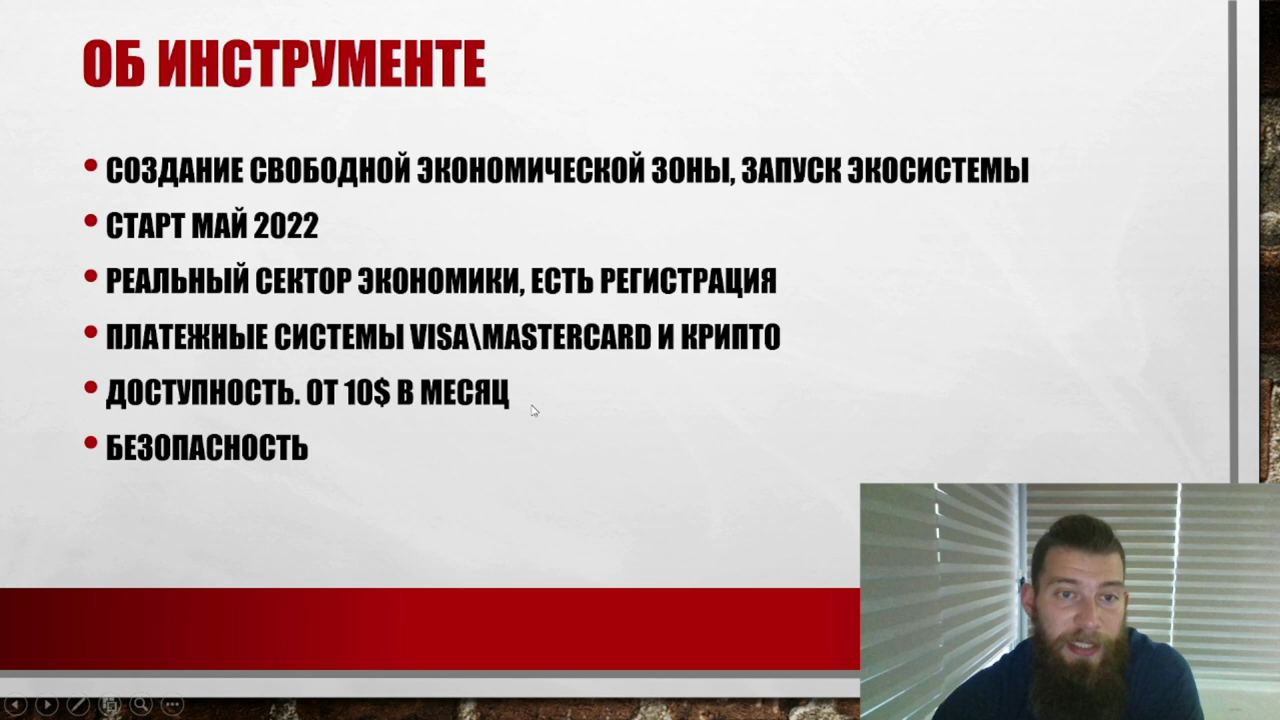 ОБ ИНСТРУМЕНТЕ
• СОЗДАНИЕ СВОБОДНОЙ ЭКОНОМИЧЕСКОЙ ЗОНЫ, ЗАПУСК ЭКОСИСТЕМЫ
• СТАРТ МАЙ 2022
• РЕАЛЬНЫЙ СЕКТОР ЭКОНОМИКИ, ЕСТЬ РЕГИСТРАЦИЯ
• ПЛАТЕЖНЫЕ СИСТЕМЫ VISA\MASTERCARD И КРИПТО
• ДОСТУПНОСТЬ. ОТ 10$ В МЕСЯЦ
• БЕЗОПАСНОСТЬ